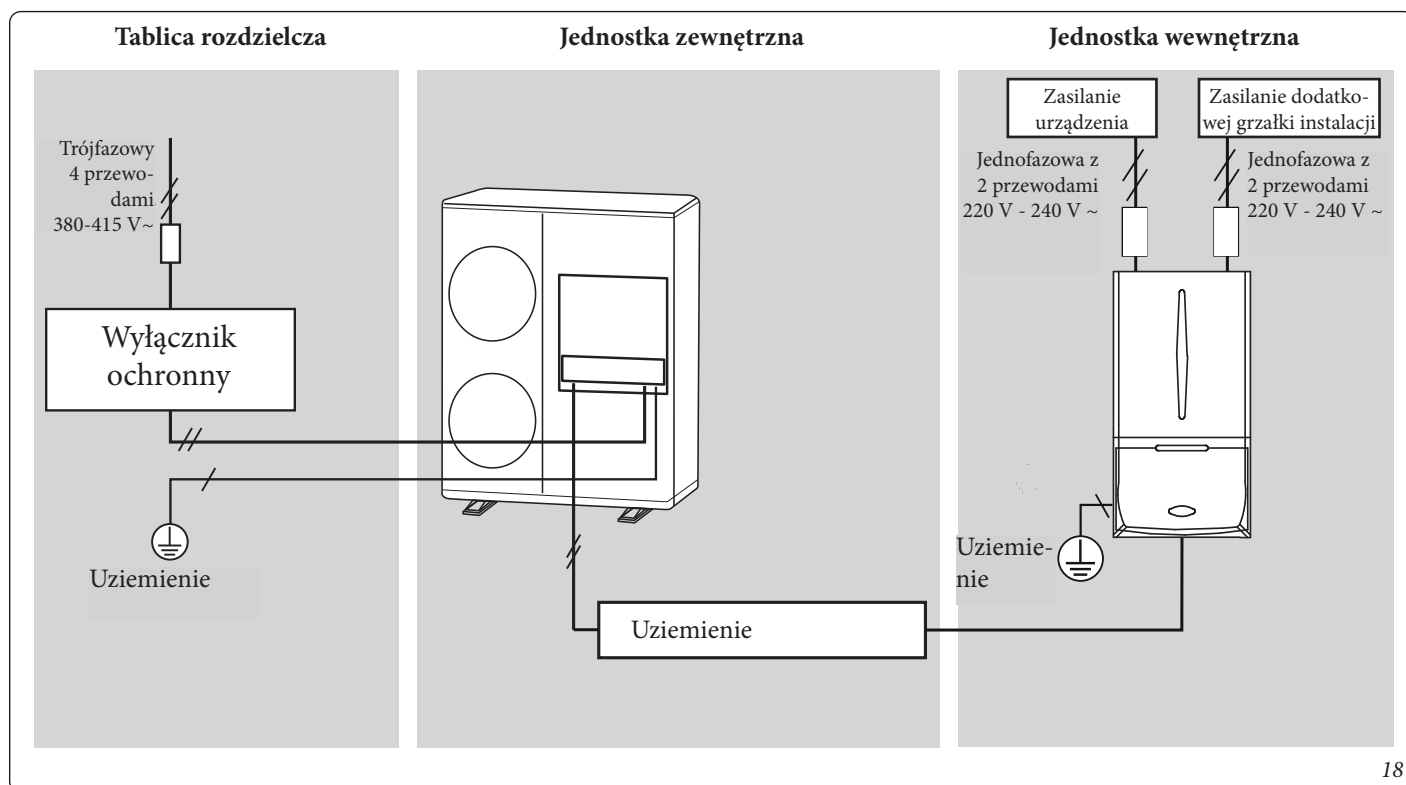 Tablica rozdzielcza
Jednostka zewnętrzna
Jednostka wewnętrzna
Trójfazowy
4 przewo-
dami
380-415 V~
Wyłącznik
ochronny
Uziemienie
Uziemienie
Zasilanie
urządzenia
Zasilanie dodatko-
wej grzałki instalacji
Jednofazowa z
2 przewodami
220 V - 240 V ~
Jednofazowa z
2 przewodami
220 V - 240 V ~
Uziemie-
nie
18